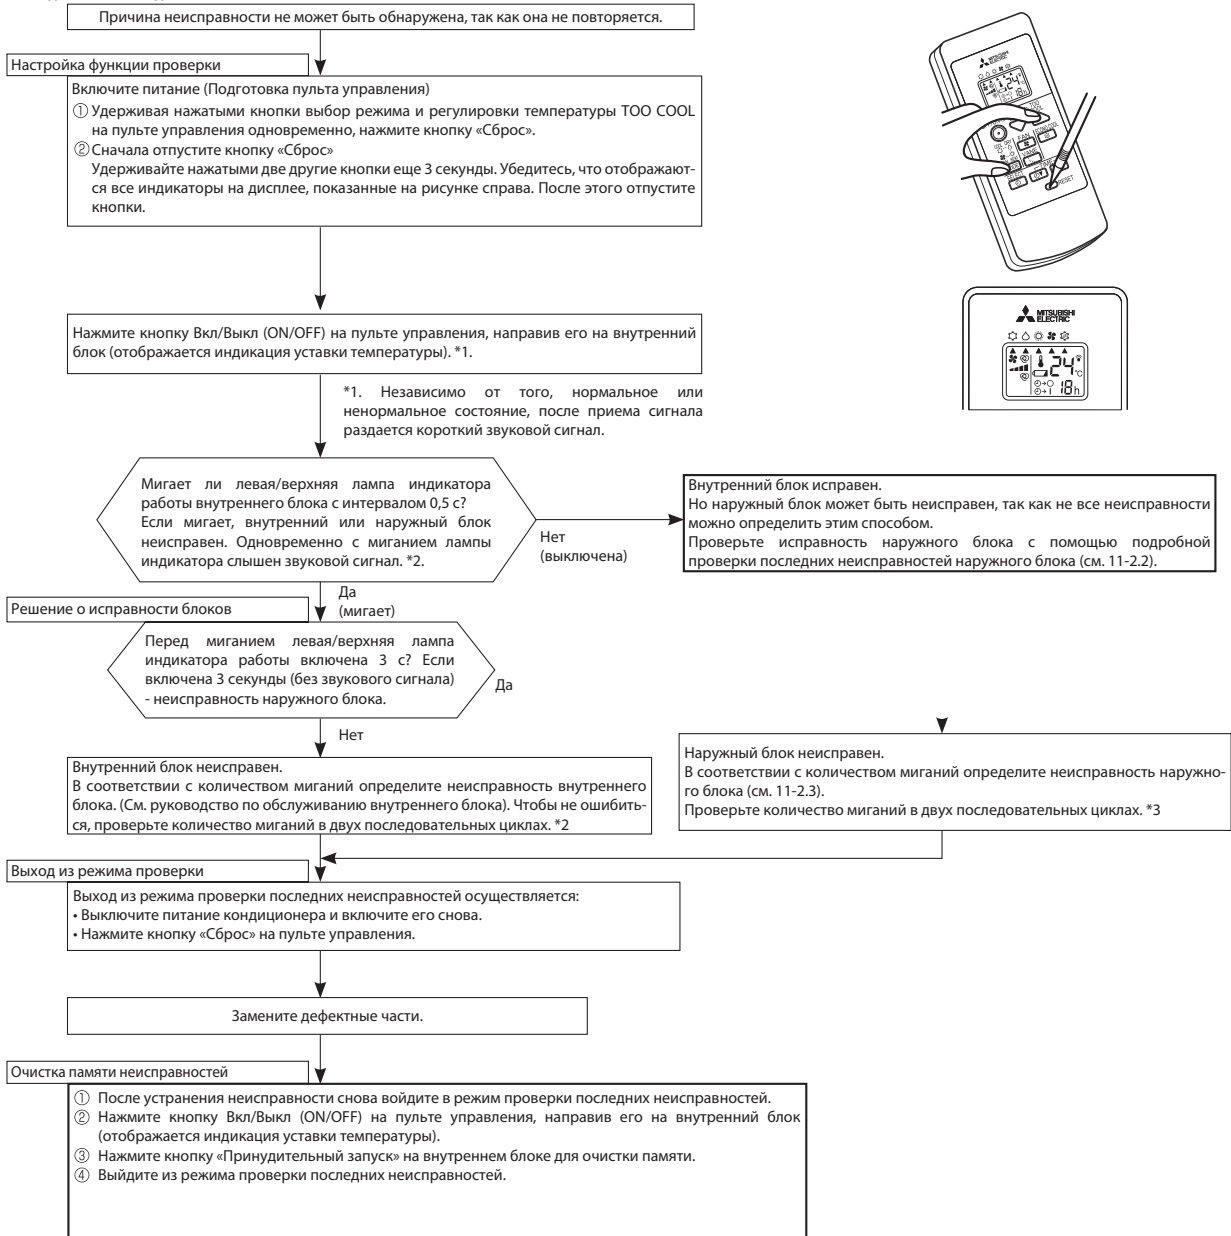 Причина неисправности не может быть обнаружена, так как она не повторяется.
Настройка функции проверки
Включите питание (Подготовка пульта управления)
① Удерживая нажатыми кнопки выбор режима и регулировки температуры TOO COOL
на пульте управления одновременно, нажмите кнопку «Сброс».
② Сначала отпустите кнопку «Сброс»
Удерживайте нажатыми две другие кнопки еще 3 секунды. Убедитесь, что отображают-
ся все индикаторы на дисплее, показанные на рисунке справа. После этого отпустите
кнопки.
MITSUBISHI
ELECTRIC
24
18h
TOO
COOL
FAN
ECONO COOL
VANE
RESET
MITSUBISHI
ELECTRIC
24°C
18h
Нажмите кнопку Вкл/Выкл (ON/OFF) на пульте управления, направив его на внутренний
блок (отображается индикация уставки температуры). *1.
*1. Независимо от того, нормальное или
ненормальное состояние, после приема сигнала
раздается короткий звуковой сигнал.
Мигает ли левая/верхняя лампа индикатора
работы внутреннего блока с интервалом 0,5 с?
Если мигает, внутренний или наружный блок
неисправен. Одновременно с миганием лампы
индикатора слышен звуковой сигнал. *2.
Нет
(выключена)
Внутренний блок исправен.
Но наружный блок может быть неисправен, так как не все неисправности
можно определить этим способом.
Проверьте исправность наружного блока с помощью подробной
проверки последних неисправностей наружного блока (см. 11-2.2).
Да
(мигает)
Решение о исправности блоков
Перед миганием левая/верхняя лампа
индикатора работы включена 3 с? Если
включена 3 секунды (без звукового сигнала)
- неисправность наружного блока.
Да
Нет
Внутренний блок неисправен.
В соответствии с количеством миганий определите неисправность внутреннего
блока. (См. руководство по обслуживанию внутреннего блока). Чтобы не ошибить-
ся, проверьте количество миганий в двух последовательных циклах. *2
Наружный блок неисправен.
В соответствии с количеством миганий определите неисправность наружно-
го блока (см. 11-2.3).
Проверьте количество миганий в двух последовательных циклах. *3
Выход из режима проверки
Выход из режима проверки последних неисправностей осуществляется:
• Выключите питание кондиционера и включите его снова.
• Нажмите кнопку «Сброс» на пульте управления.
Замените дефектные части.
Очистка памяти неисправностей
① После устранения неисправности снова войдите в режим проверки последних неисправностей.
② Нажмите кнопку Вкл/Выкл (ON/OFF) на пульте управления, направив его на внутренний блок
(отображается индикация уставки температуры).
③ Нажмите кнопку «Принудительный запуск» на внутреннем блоке для очистки памяти.
④ Выйдите из режима проверки последних неисправностей.